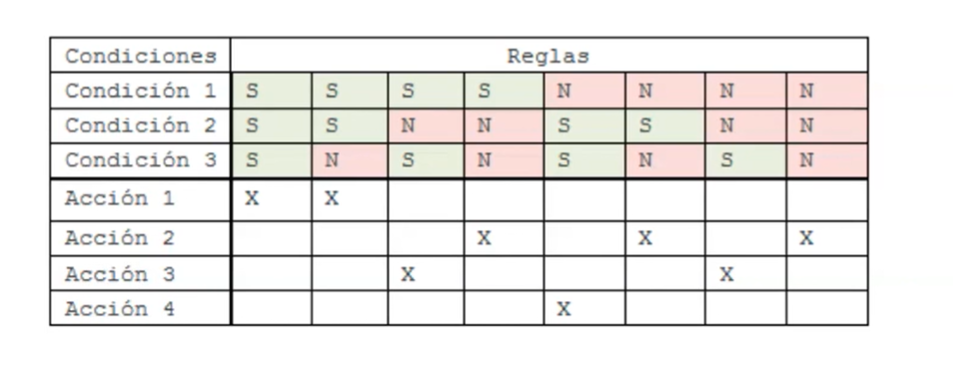 Condiciones Reglas
Condición 1 S S S S N N N N
Condición 2 S S N N S S N N
Condición 3 S N S N S N S N
Acción 1 X X
Acción 2 X X X
Acción 3 X X
Acción 4 X